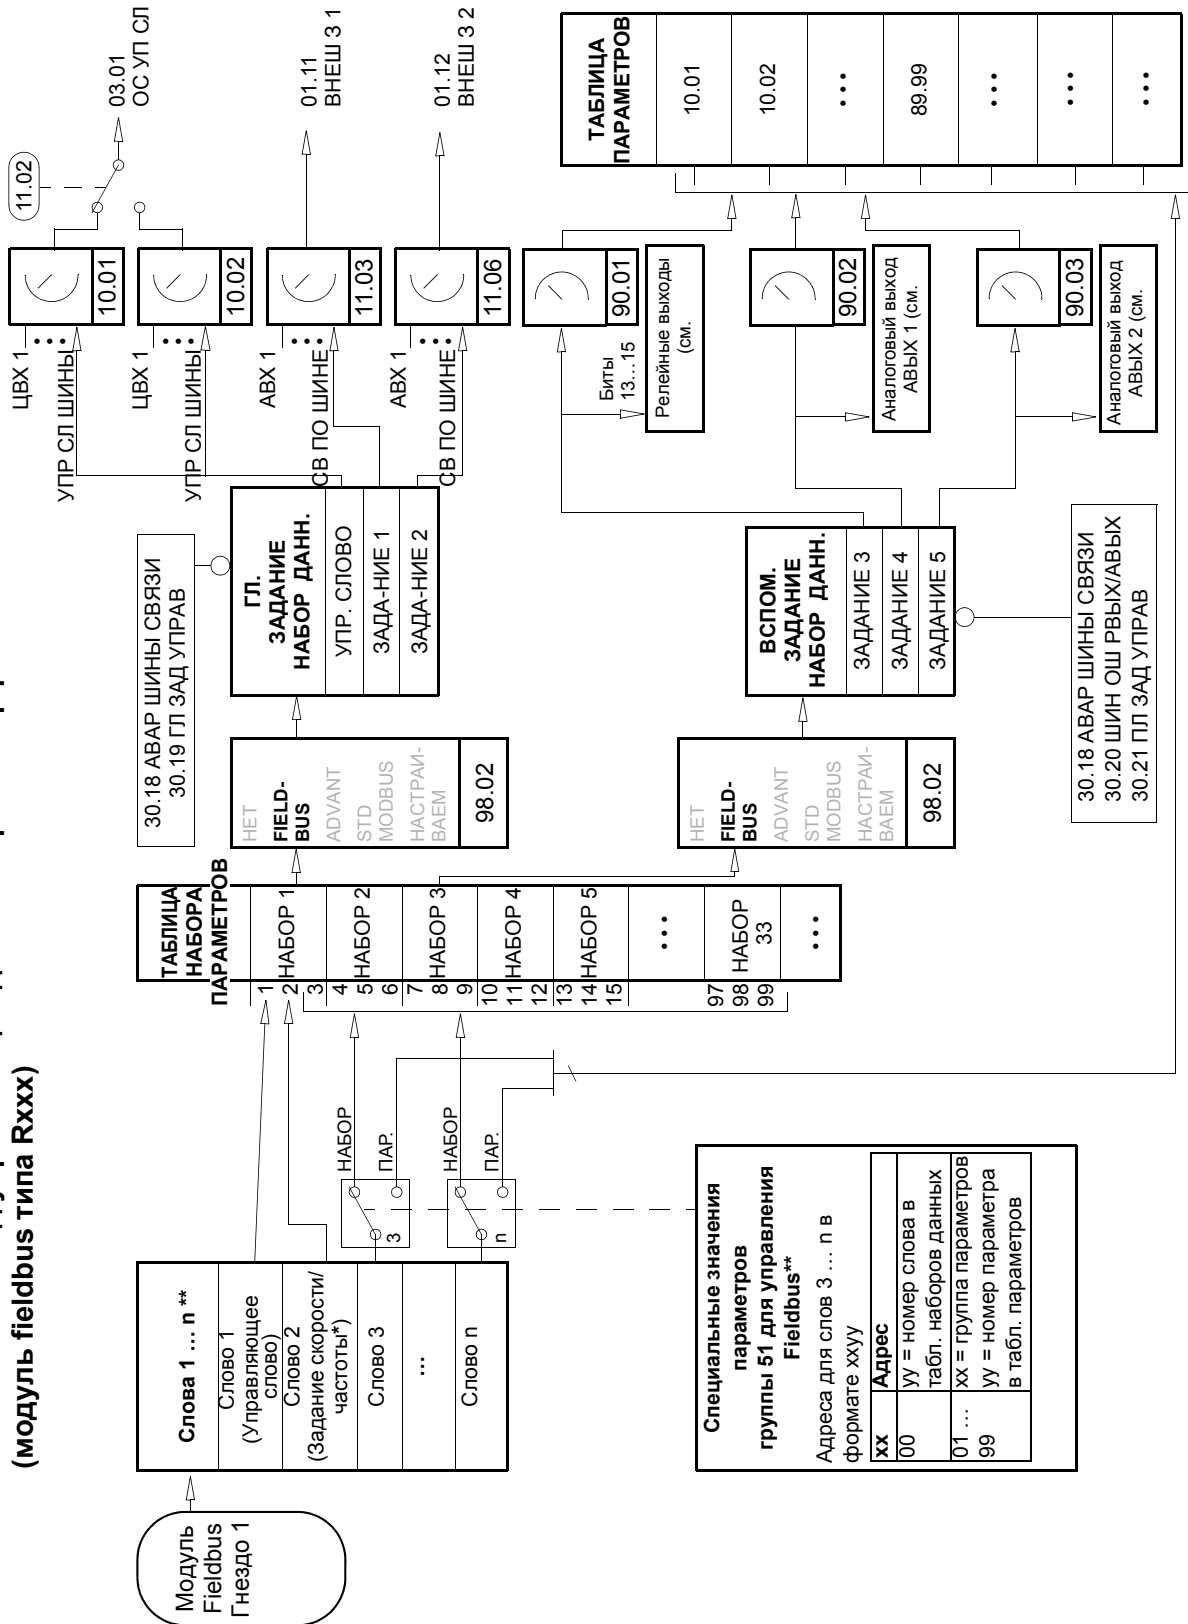 (модуль fieldbus типа Rxxx)
Модуль
Fieldbus
Гнездо 1
Слова 1 … n **
Слово 1
(Управляющее
слово)
Слово 2
(Задание скорости/
частоты*)
Слово 3
...
Слово n
3
НАБОР
ПАР.
n
НАБОР
ПАР.
Специальные значения
параметров
группы 51 для управления
Fieldbus**
Адреса для слов 3 … n в
формате xxyy
xx Адрес
00 yy = номер слова в
табл. наборов данных
01 … xx = группа параметров
99 yy = номер параметра
в табл. параметров
ТАБЛИЦА
НАБОРА
ПАРАМЕТРОВ
1
2 НАБОР 1
3
4
5 НАБОР 2
6
7
8 НАБОР 3
9
10
11 НАБОР 4
12
13
14 НАБОР 5
15
•••
97
98 НАБОР
99 33
•••
НЕТ
FIELD-
BUS
ADVANT
STD
MODBUS
НАСТРАИ-
ВАЕМ
98.02
НЕТ
FIELD-
BUS
ADVANT
STD
MODBUS
НАСТРАИ-
ВАЕМ
98.02
30.18 АВАР ШИНЫ СВЯЗИ
30.19 ГЛ ЗАД УПРАВ
ГЛ.
ЗАДАНИЕ
НАБОР ДАНН.
УПР. СЛОВО
ЗАДА-НИЕ 1
ЗАДА-НИЕ 2
ВСПОМ.
ЗАДАНИЕ
НАБОР ДАНН.
ЗАДАНИЕ 3
ЗАДАНИЕ 4
ЗАДАНИЕ 5
30.18 АВАР ШИНЫ СВЯЗИ
30.20 ШИН ОШ РВЫХ/АВЫХ
30.21 ПЛ ЗАД УПРАВ
ЦВХ 1
•••
УПР СЛ ШИНЫ
10.01
ЦВХ 1
•••
УПР СЛ ШИНЫ
10.02
АВХ 1
•••
СВ ПО ШИНЕ
11.03
АВХ 1
•••
СВ ПО ШИНЕ
11.06
11.02
03.01
ОС УП СЛ
01.11
ВНЕШ З 1
01.12
ВНЕШ З 2
Биты
13…15
Релейные выходы
(см.
90.01
Аналоговый выход
АВЫХ 1 (см.
90.02
Аналоговый выход
АВЫХ 2 (см.
90.03
ТАБЛИЦА
ПАРАМЕТРОВ
10.01
10.02
•••
89.99
•••
•••
•••